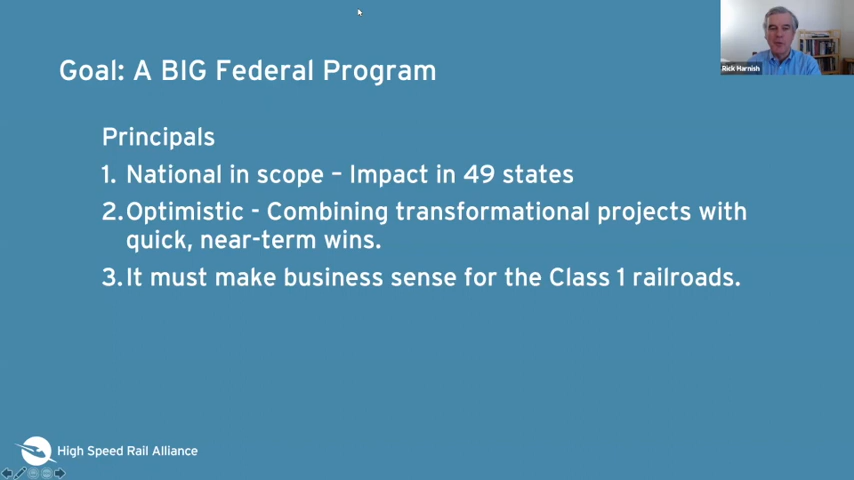 Goal: A BIG Federal Program
Rick Harnish
Principals
1. National in scope – Impact in 49 states
2. Optimistic - Combining transformational projects with
quick, near-term wins.
3. It must make business sense for the Class 1 railroads.
High Speed Rail Alliance